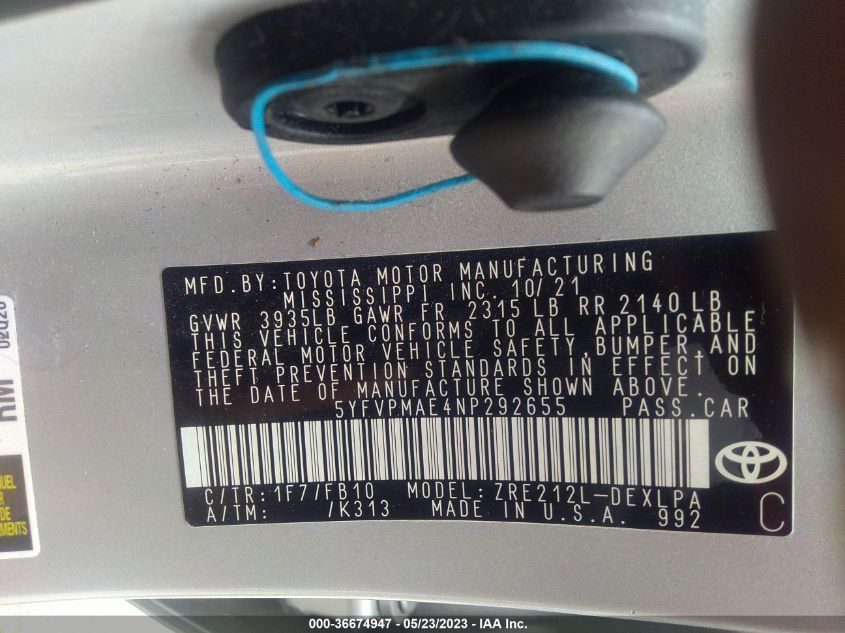 MFD.BY:TOYOTA MOTOR MANUFACTURING
MISSISSIPPI INC. 10/21
GVWR 3935LB GAWR FR 2315 LB RR 2140 LB
THIS VEHICLE CONFORMS TO ALL APPLICABLE
FEDERAL MOTOR VEHICLE SAFETY,BUMPER,AND
THEFT PREVENTION STANDARDS IN EFFECT ON
THE DATE OF MANUFACTURE SHOWN ABOVE.
5YFVPMAE4NP292655 PASS.CAR
C/TR:1F7/FB10 MODEL:ZRE212L-DEXLPA
A/TM: /K313 MADE IN U.S.A. 992
C
RM
DE
000-36674947 - 05/23/2023 - IAA Inc.